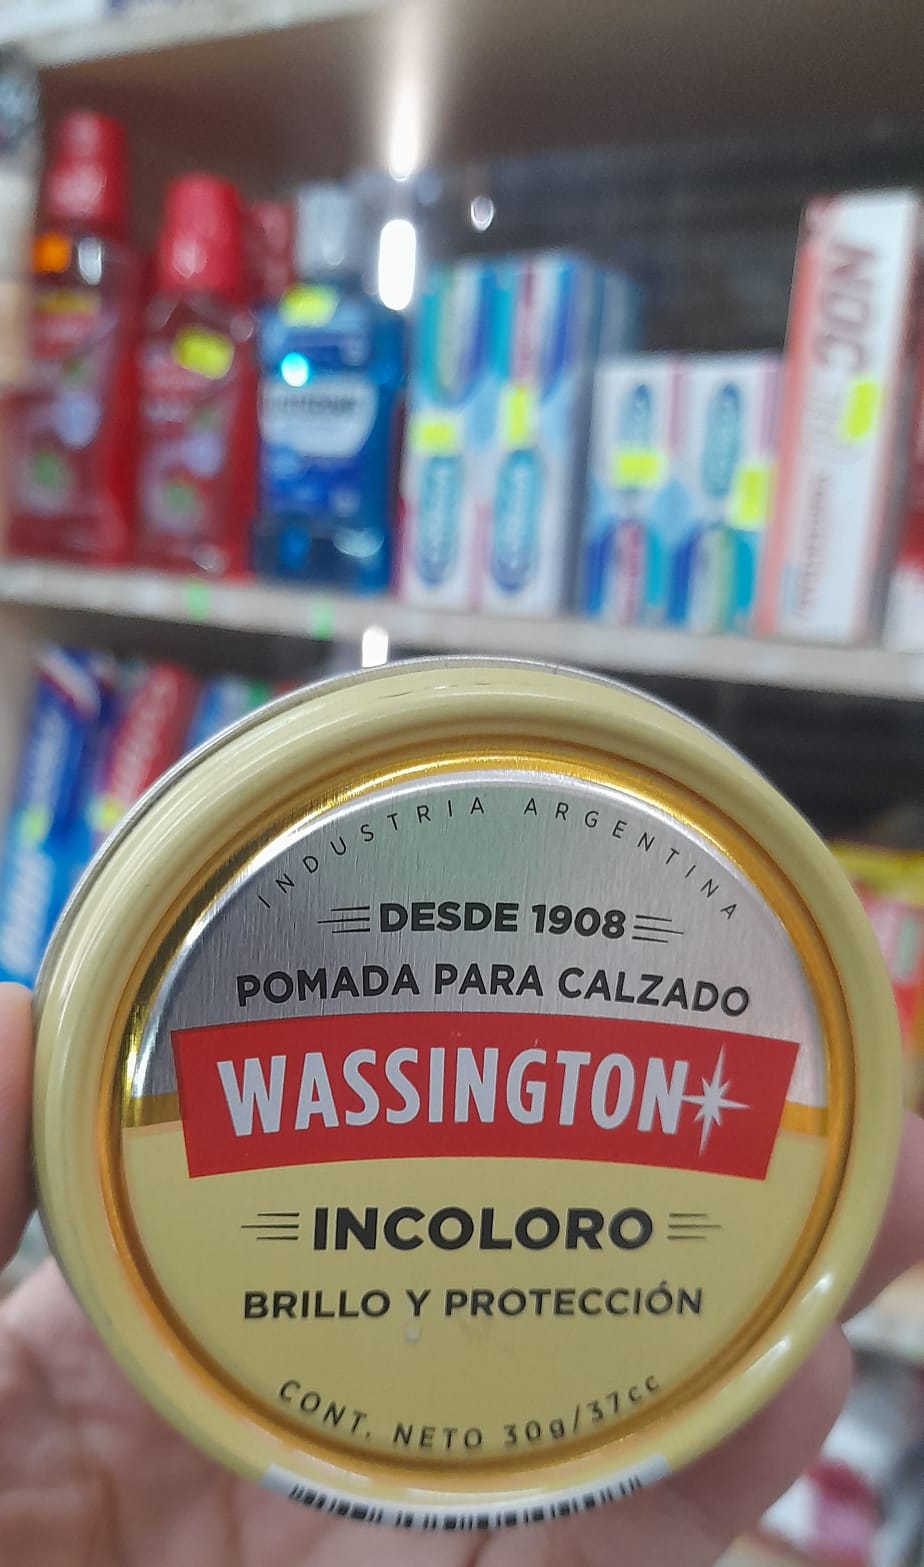 INDUSTRIA ARGENTINA
DESDE 1908
POMADA PARA CALZADO
WASSINGTON
INCOLORO
BRILLO Y PROTECCIÓN
CONT. NETO 30g/37cc